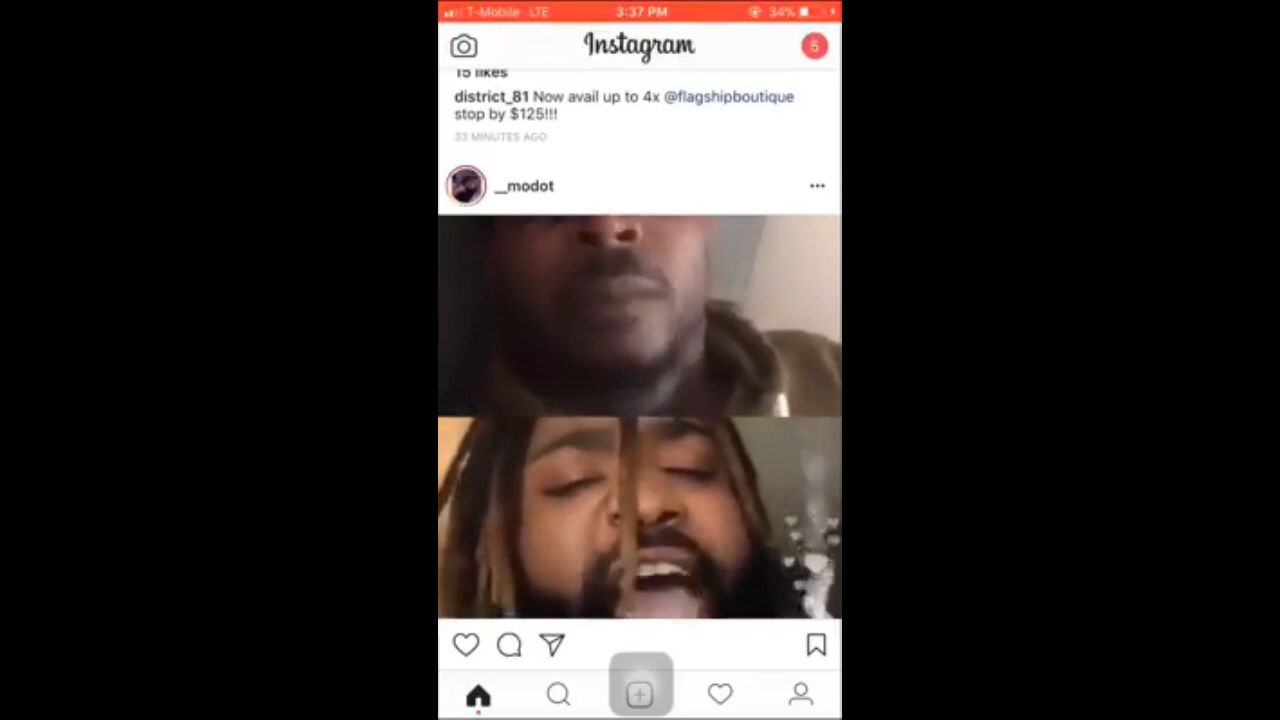 T-Mobile LTE 3:37 PM 34%
Instagram
5
15 likes
district_81 Now avail up to 4x @flagshipboutique
stop by $125!!!
33 MINUTES AGO
__modot